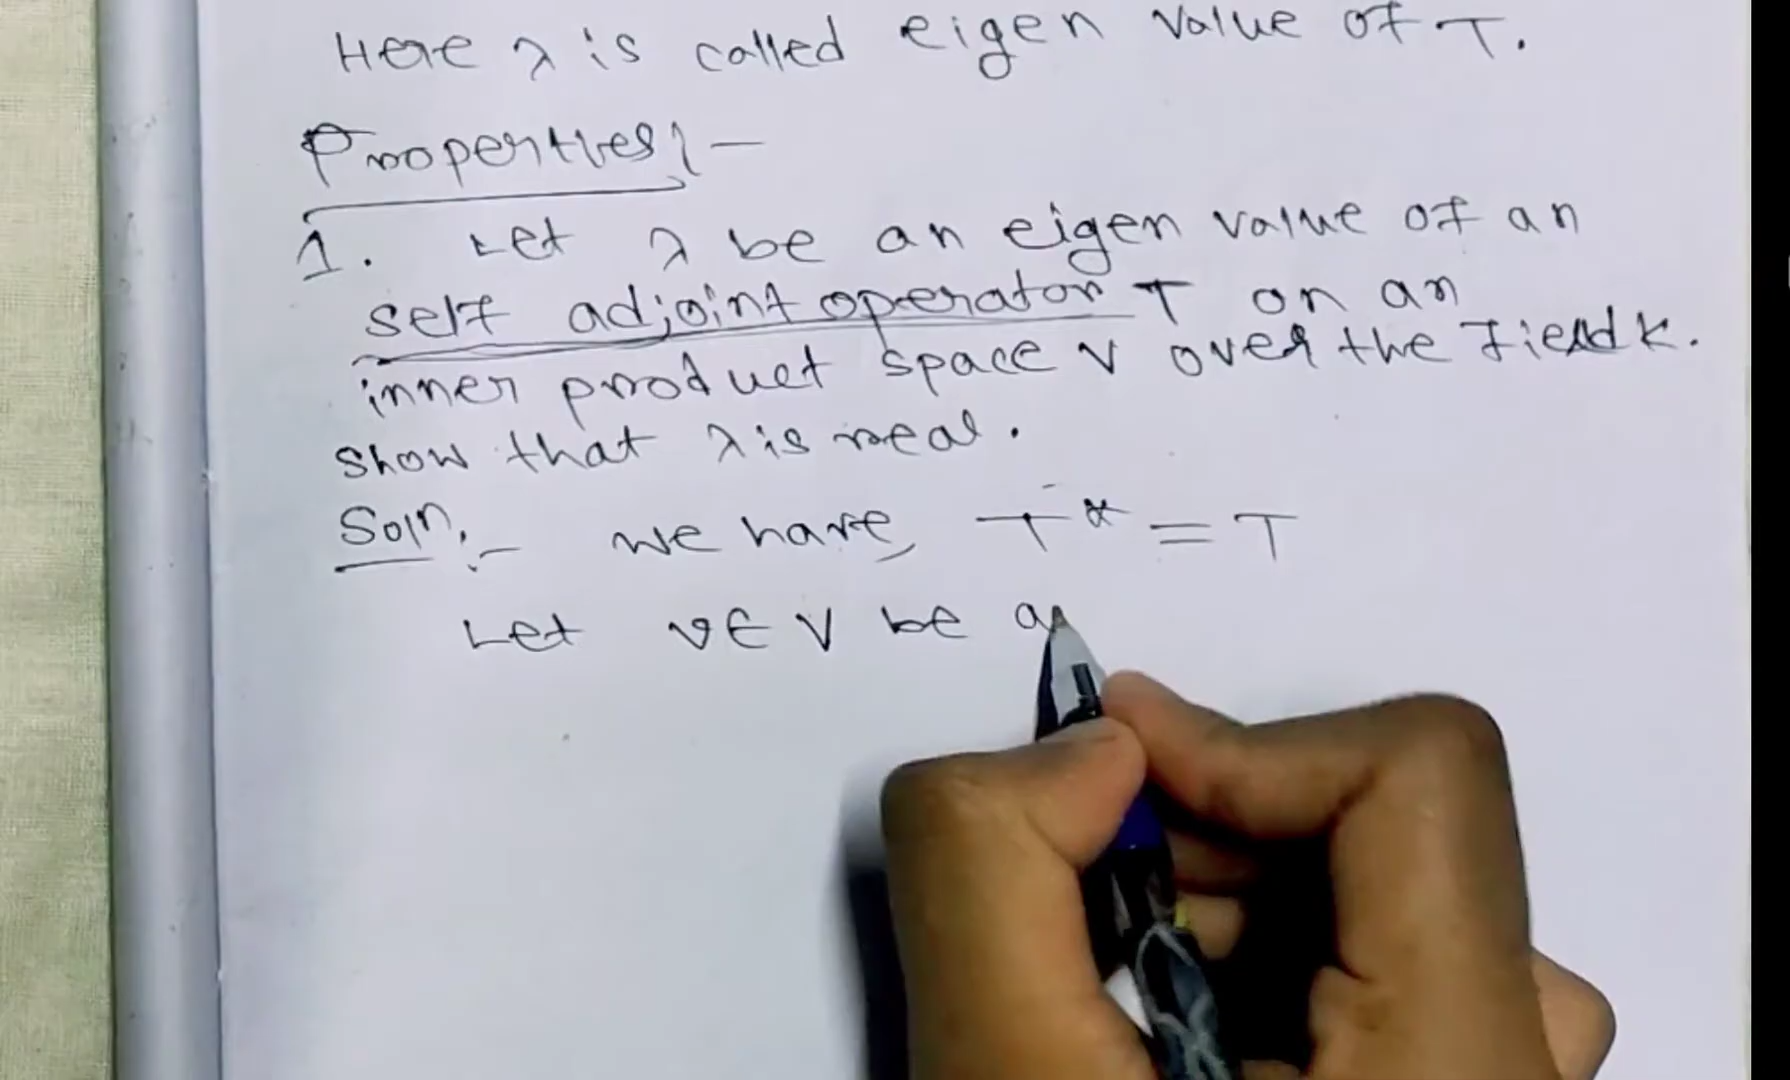 Here λ is called eigen value of T.
Properties:-
1. Let λ be an eigen value of an
self adjoint operator T on an
inner product space V over the field K.
Show that λ is real.
Soln:- we have, T* = T
Let v∈V be an